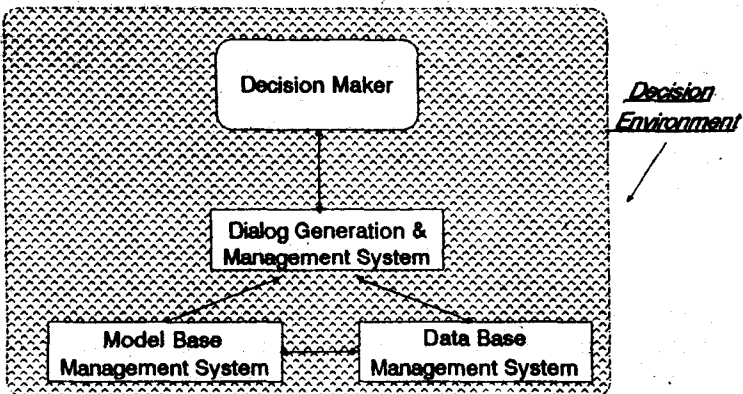 Decision Maker
Decision
Environment
Dialog Generation &
Management System
Model Base
Management System
Data Base
Management System